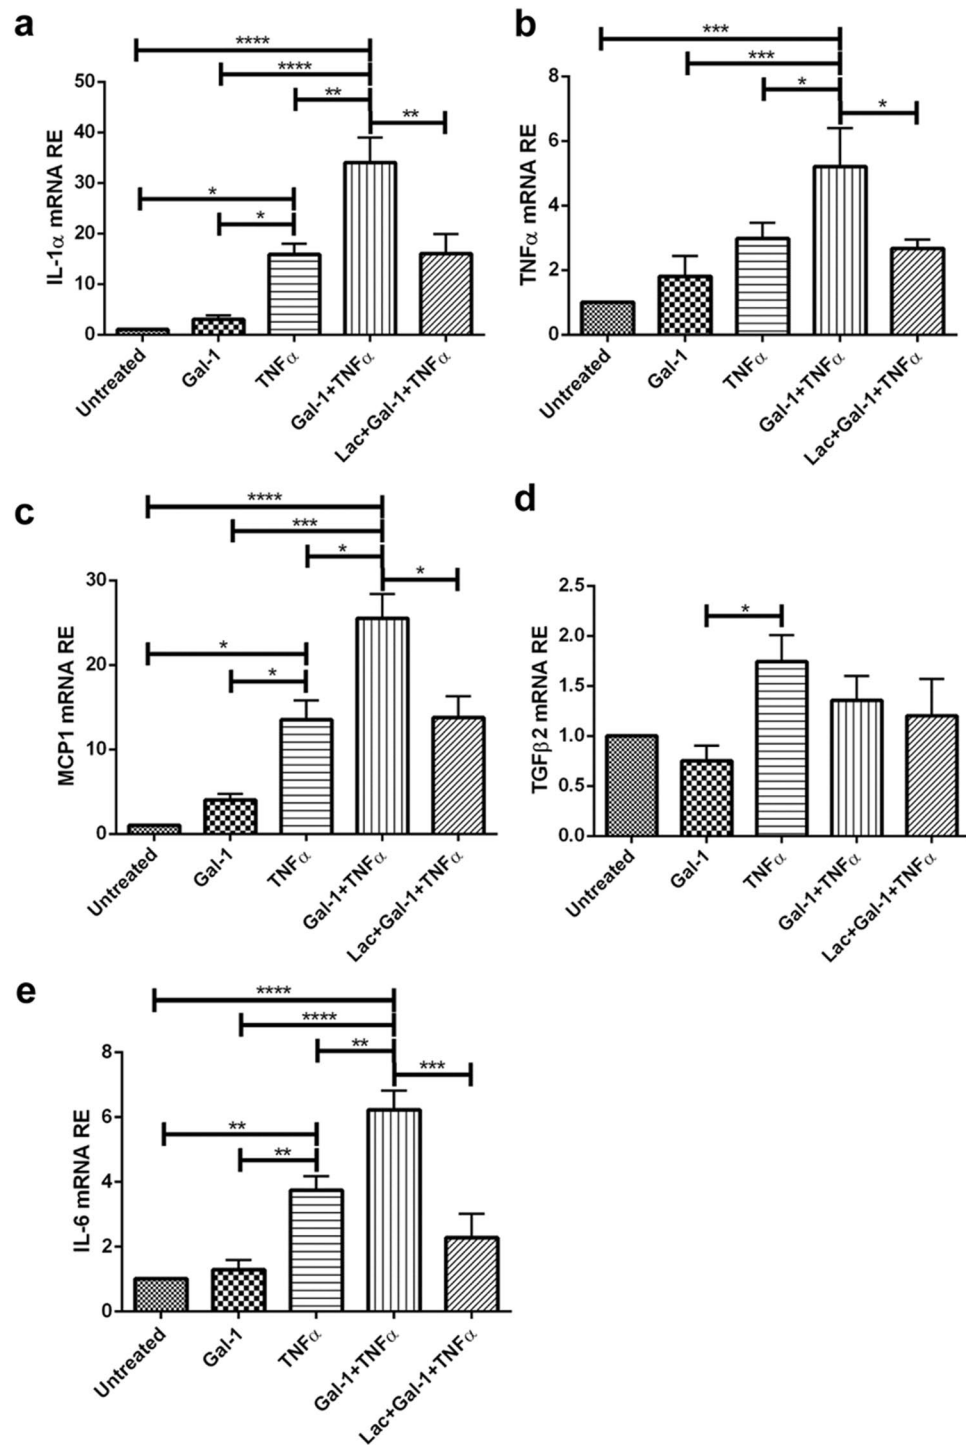 a
****
****
**
**
*
*
IL-1α mRNA RE
50
40
30
20
10
0
Untreated
Gal-1
TNFα
Gal-1+TNFα
Lac+Gal-1+TNFα
b
***
***
*
*
TNFα mRNA RE
8
6
4
2
0
Untreated
Gal-1
TNFα
Gal-1+TNFα
Lac+Gal-1+TNFα
c
****
***
*
*
*
*
MCP1 mRNA RE
30
20
10
0
Untreated
Gal-1
TNFα
Gal-1+TNFα
Lac+Gal-1+TNFα
d
*
TGFβ2 mRNA RE
2.5
2.0
1.5
1.0
0.5
0.0
Untreated
Gal-1
TNFα
Gal-1+TNFα
Lac+Gal-1+TNFα
e
****
****
**
***
**
**
IL-6 mRNA RE
8
6
4
2
0
Untreated
Gal-1
TNFα
Gal-1+TNFα
Lac+Gal-1+TNFα